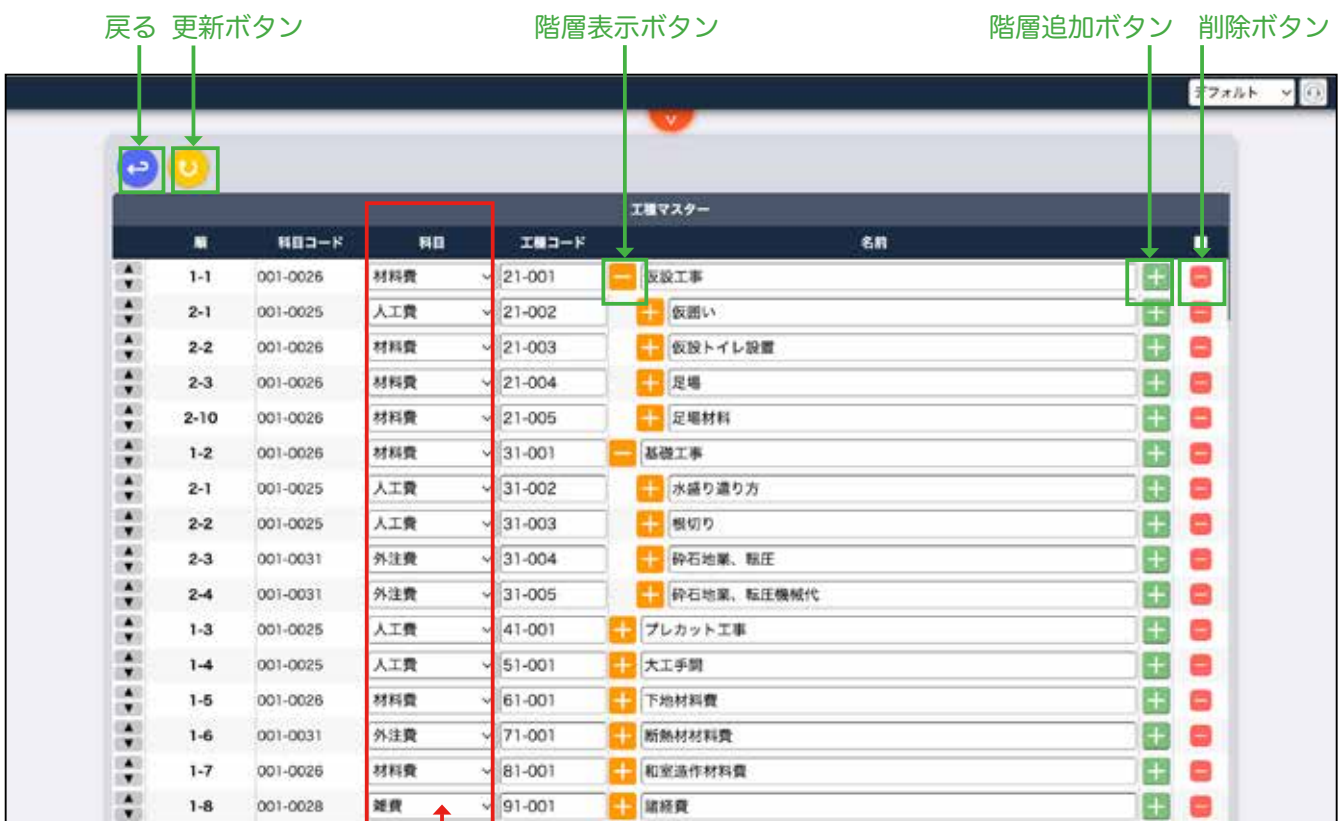 戻る 更新ボタン 階層表示ボタン 階層追加ボタン 削除ボタン
デフォルト
工種マスター
順 科目コード 科目 工種コード 名前
1-1 001-0026 材料費 21-001 仮設工事
2-1 001-0025 人工費 21-002 仮囲い
2-2 001-0026 材料費 21-003 仮設トイレ設置
2-3 001-0026 材料費 21-004 足場
2-10 001-0026 材料費 21-005 足場材料
1-2 001-0026 材料費 31-001 基礎工事
2-1 001-0025 人工費 31-002 水盛り遣り方
2-2 001-0025 人工費 31-003 根切り
2-3 001-0031 外注費 31-004 砕石地業、転圧
2-4 001-0031 外注費 31-005 砕石地業、転圧機械代
1-3 001-0025 人工費 41-001 プレカット工事
1-4 001-0025 人工費 51-001 大工手間
1-5 001-0026 材料費 61-001 下地材料費
1-6 001-0031 外注費 71-001 断熱材材料費
1-7 001-0026 材料費 81-001 和室造作材料費
1-8 001-0028 雑費 91-001 諸経費